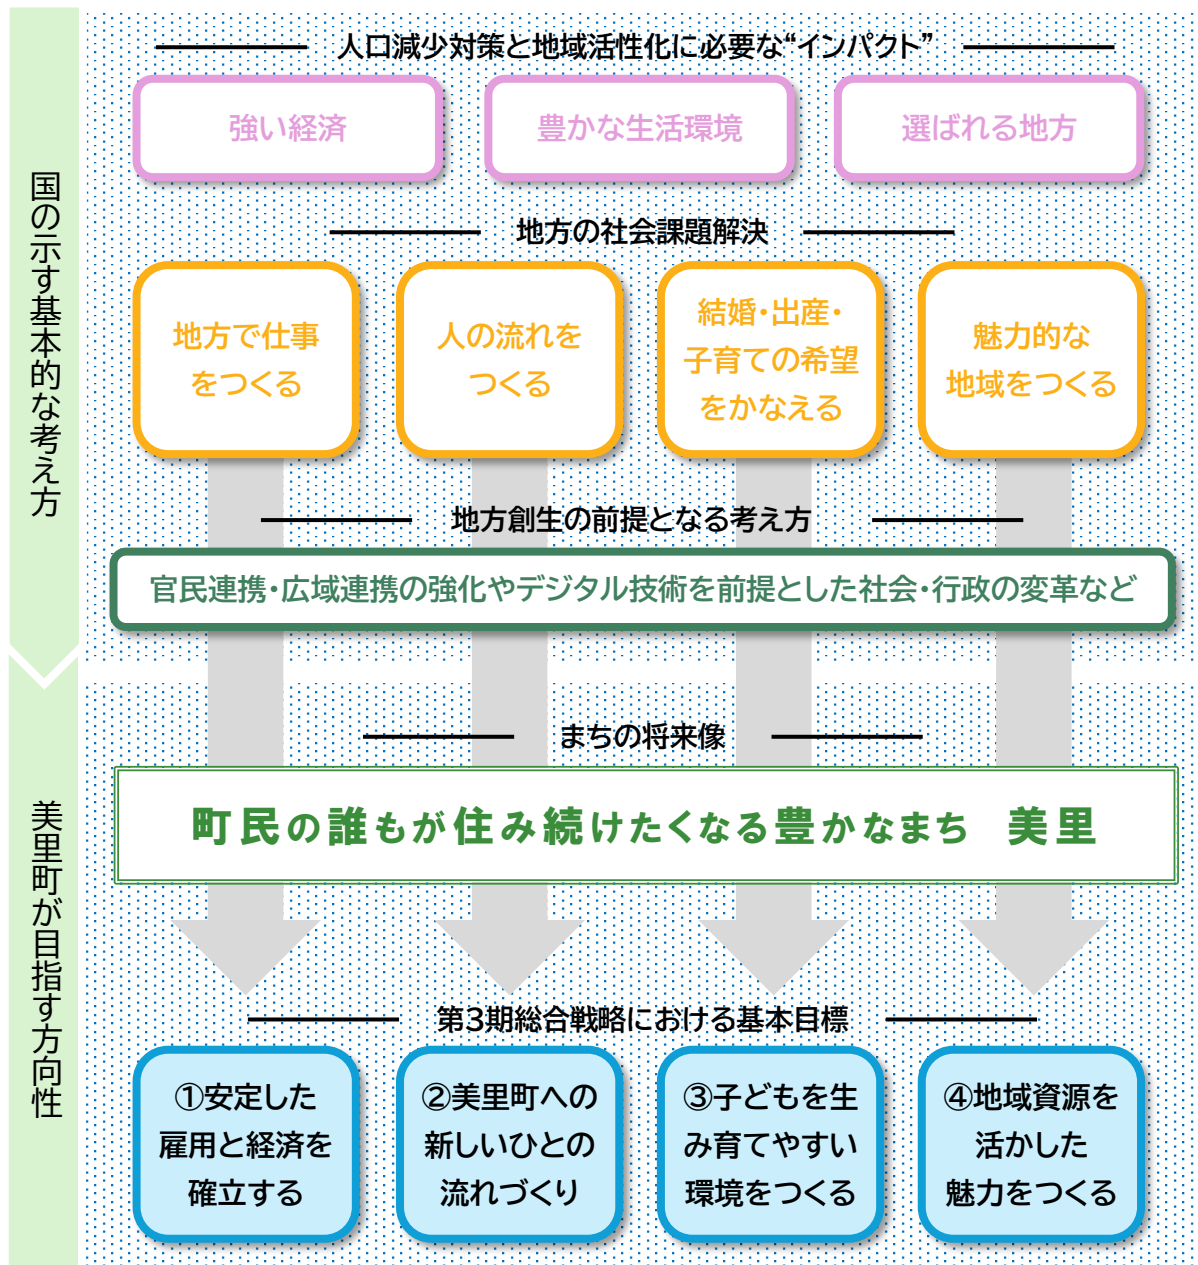 国の示す基本的な考え方
人口減少対策と地域活性化に必要な“インパクト”
強い経済
豊かな生活環境
選ばれる地方
地方の社会課題解決
地方で仕事
をつくる
人の流れを
つくる
結婚・出産・
子育ての希望
をかなえる
魅力的な
地域をつくる
地方創生の前提となる考え方
官民連携・広域連携の強化やデジタル技術を前提とした社会・行政の変革など
美里町が目指す方向性
まちの将来像
町民の誰もが住み続けたくなる豊かなまち　美里
第3期総合戦略における基本目標
①安定した
雇用と経済を
確立する
②美里町への
新しいひとの
流れづくり
③子どもを生
み育てやすい
環境をつくる
④地域資源を
活かした
魅力をつくる